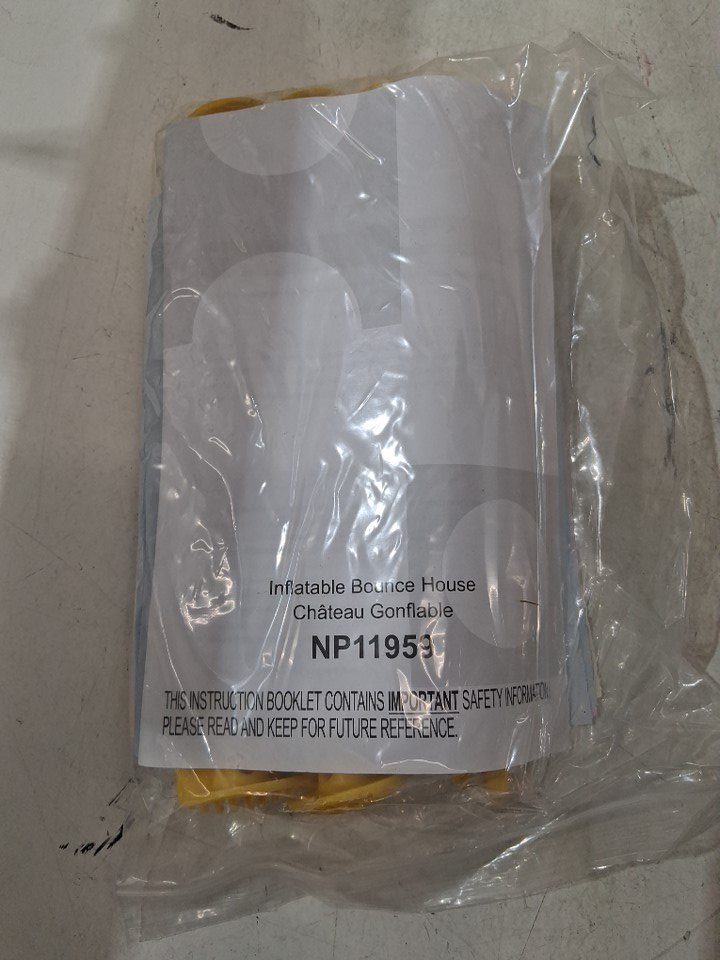 Inflatable Bounce House
Château Gonflable
NP11959
THIS INSTRUCTION BOOKLET CONTAINS IMPORTANT SAFETY INFORMATION
PLEASE READ AND KEEP FOR FUTURE REFERENCE.